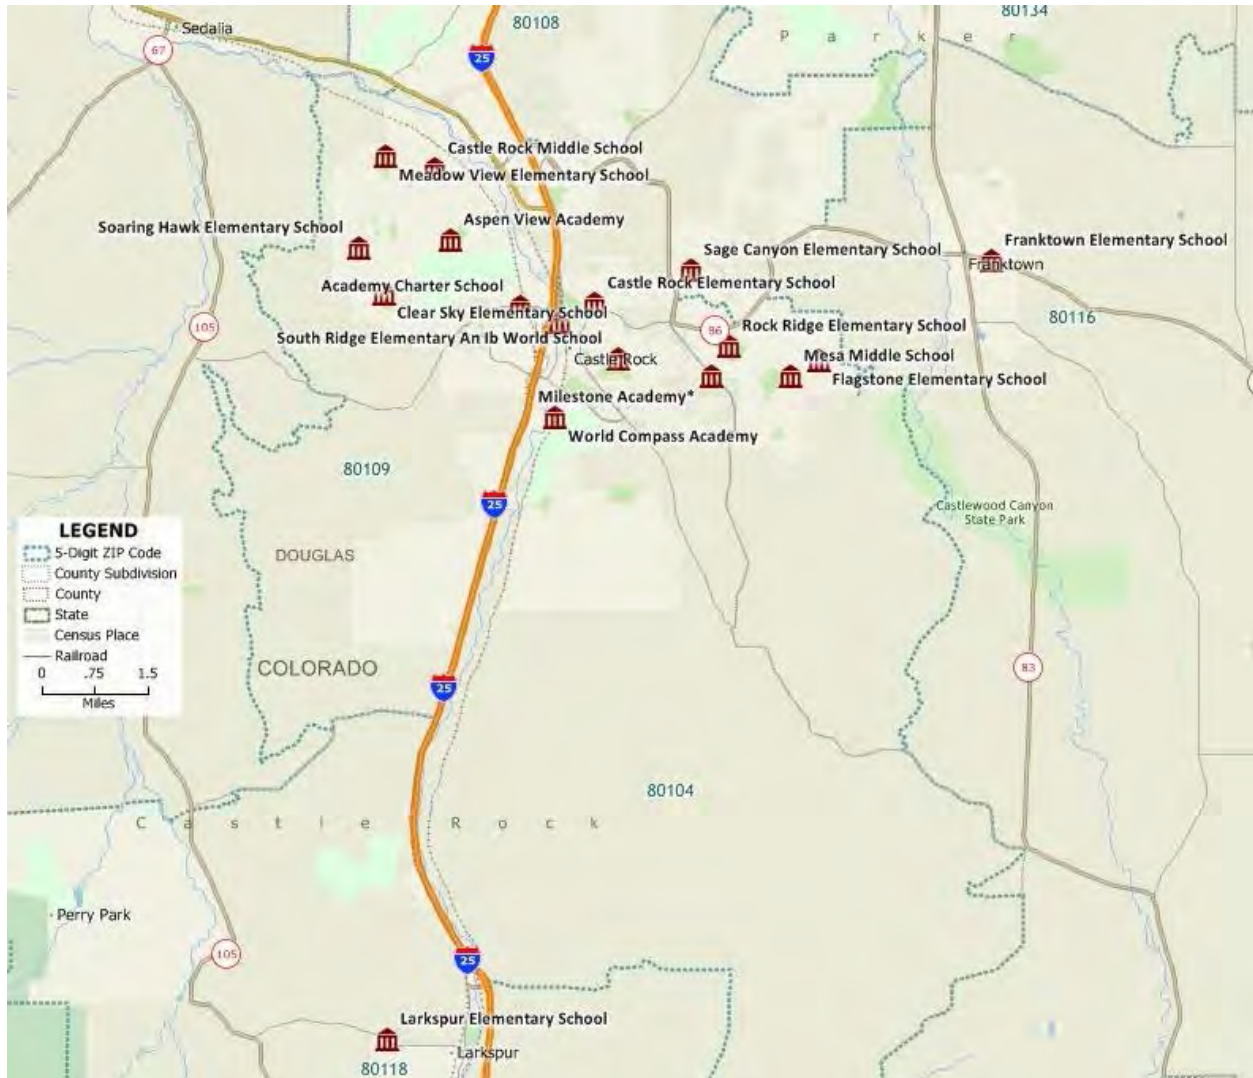 80108
80134
Sedalia
P a r k e r
67
25
Castle Rock Middle School
Meadow View Elementary School
Soaring Hawk Elementary School
Aspen View Academy
Sage Canyon Elementary School
Franktown Elementary School
Franktown
Academy Charter School
Castle Rock Elementary School
Clear Sky Elementary School
105
86
Rock Ridge Elementary School
80116
South Ridge Elementary An Ib World School
Castle Rock
Mesa Middle School
Flagstone Elementary School
Milestone Academy*
World Compass Academy
80109
25
Castlewood Canyon
State Park
LEGEND
5-Digit ZIP Code
County Subdivision
County
State
Census Place
Railroad
0 .75 1.5
Miles
DOUGLAS
COLORADO
83
25
80104
C a s t l e R o c k
Perry Park
105
25
Larkspur Elementary School
Larkspur
80118